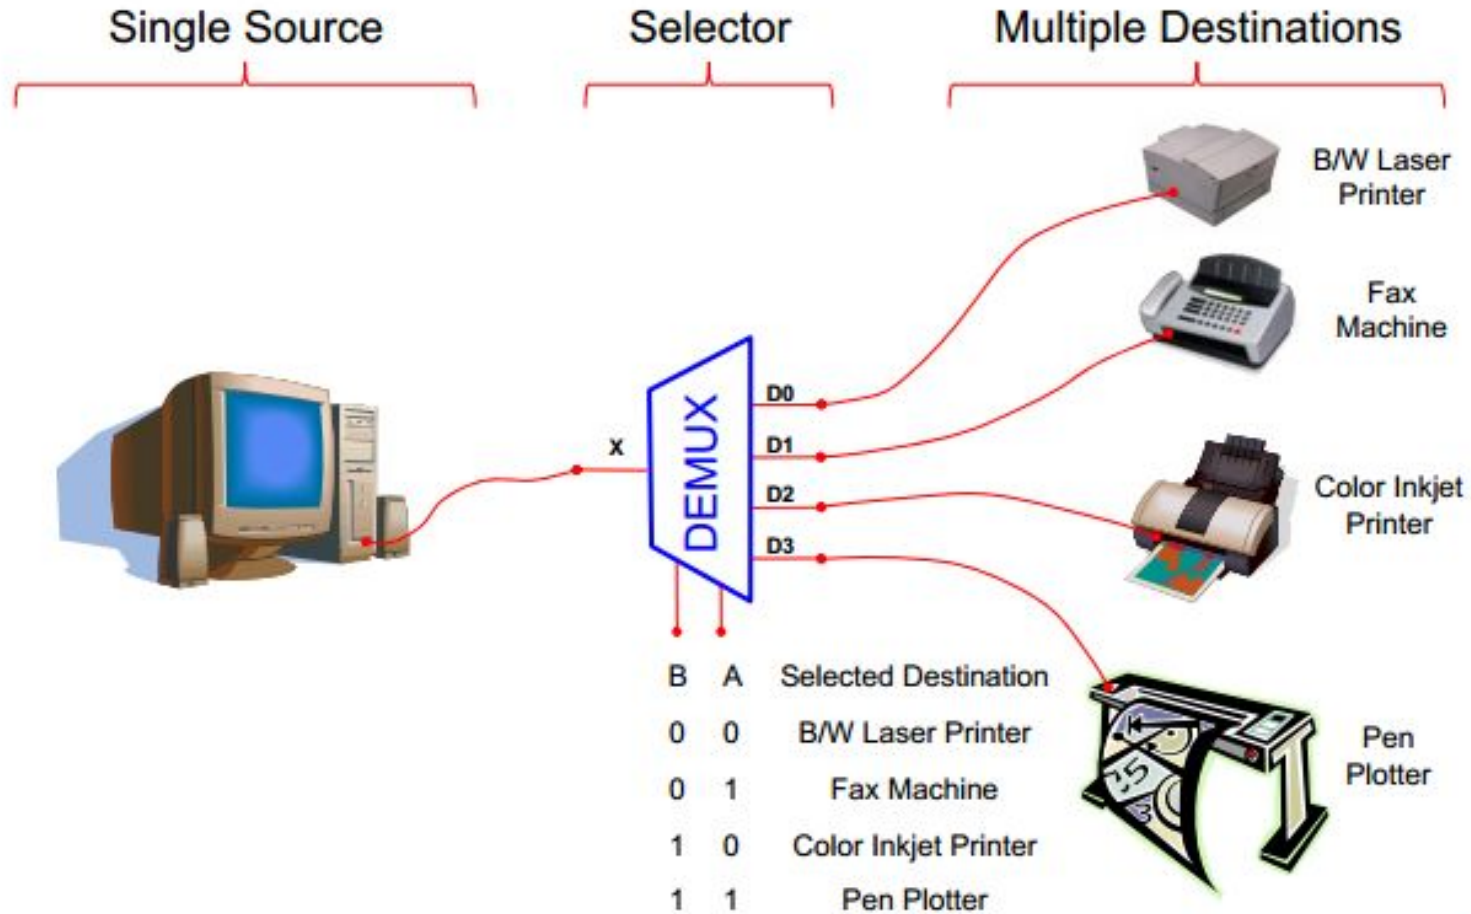 Single Source
Selector
Multiple Destinations
B/W Laser
Printer
Fax
Machine
Color Inkjet
Printer
Pen
Plotter
X
DEMUX
D0
D1
D2
D3
B A Selected Destination
0 0 B/W Laser Printer
0 1 Fax Machine
1 0 Color Inkjet Printer
1 1 Pen Plotter